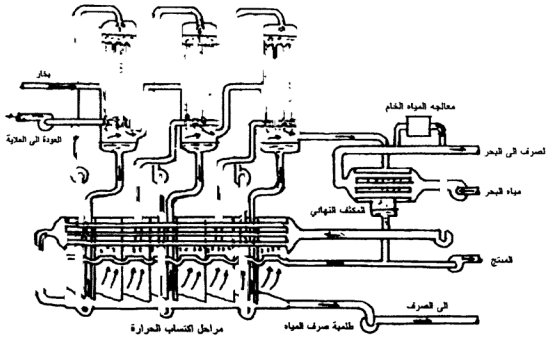 بخار
العودة الى الغلاية
معالجه المياه الخام
لصرف الى البحر
مياه البحر
لمكثف النهائي
المنتج
الى الصرف
طلمبة صرف المياه
مراحل اكتساب الحرارة